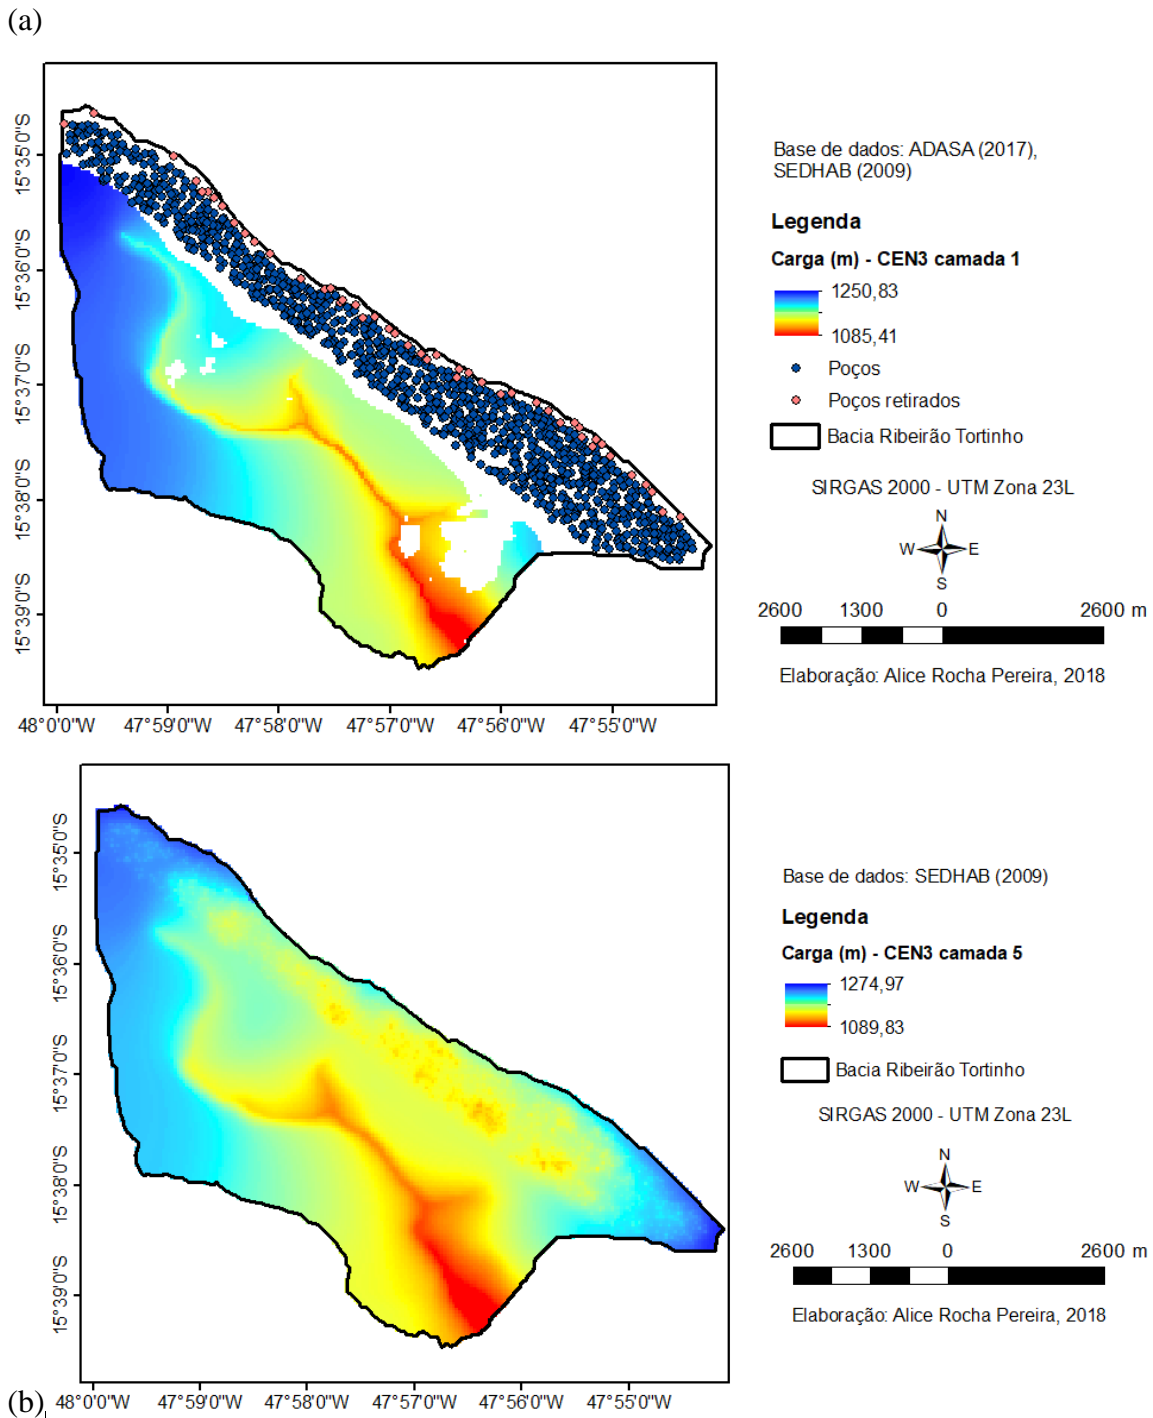 (a)
15°35'0"S
15°36'0"S
15°37'0"S
15°38'0"S
15°39'0"S
48°0'0"W 47°59'0"W 47°58'0"W 47°57'0"W 47°56'0"W 47°55'0"W
Base de dados: ADASA (2017),
SEDHAB (2009)
Legenda
Carga (m) - CEN3 camada 1
1250,83
1085,41
Poços
Poços retirados
Bacia Ribeirão Tortinho
SIRGAS 2000 - UTM Zona 23L
N
W E
S
2600 1300 0 2600 m
Elaboração: Alice Rocha Pereira, 2018
15°35'0"S
15°36'0"S
15°37'0"S
15°38'0"S
15°39'0"S
(b) 48°0'0"W 47°59'0"W 47°58'0"W 47°57'0"W 47°56'0"W 47°55'0"W
Base de dados: SEDHAB (2009)
Legenda
Carga (m) - CEN3 camada 5
1274,97
1089,83
Bacia Ribeirão Tortinho
SIRGAS 2000 - UTM Zona 23L
N
W E
S
2600 1300 0 2600 m
Elaboração: Alice Rocha Pereira, 2018